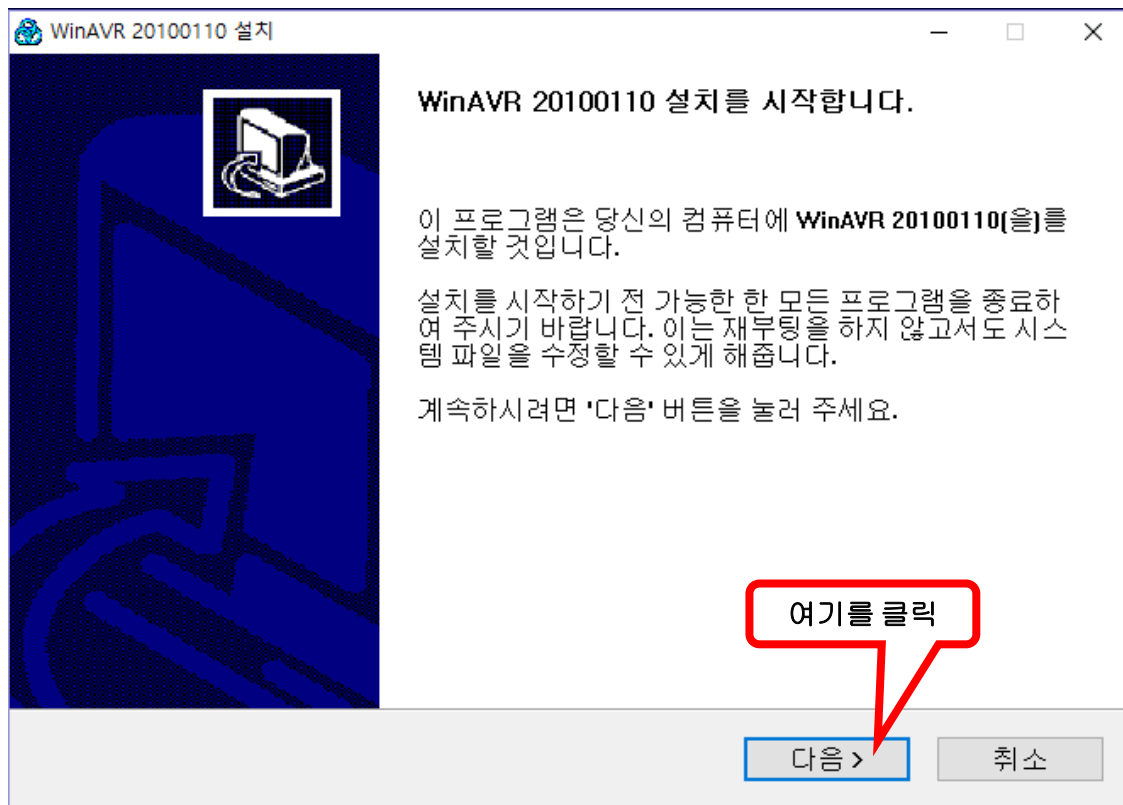 WinAVR 20100110 설치
WinAVR 20100110 설치를 시작합니다.
이 프로그램은 당신의 컴퓨터에 WinAVR 20100110(을)를
설치할 것입니다.
설치를 시작하기 전 가능한 한 모든 프로그램을 종료하
여 주시기 바랍니다. 이는 재부팅을 하지 않고서도 시스
템 파일을 수정할 수 있게 해줍니다.
계속하시려면 '다음' 버튼을 눌러 주세요.
여기를 클릭
다음 >
취소